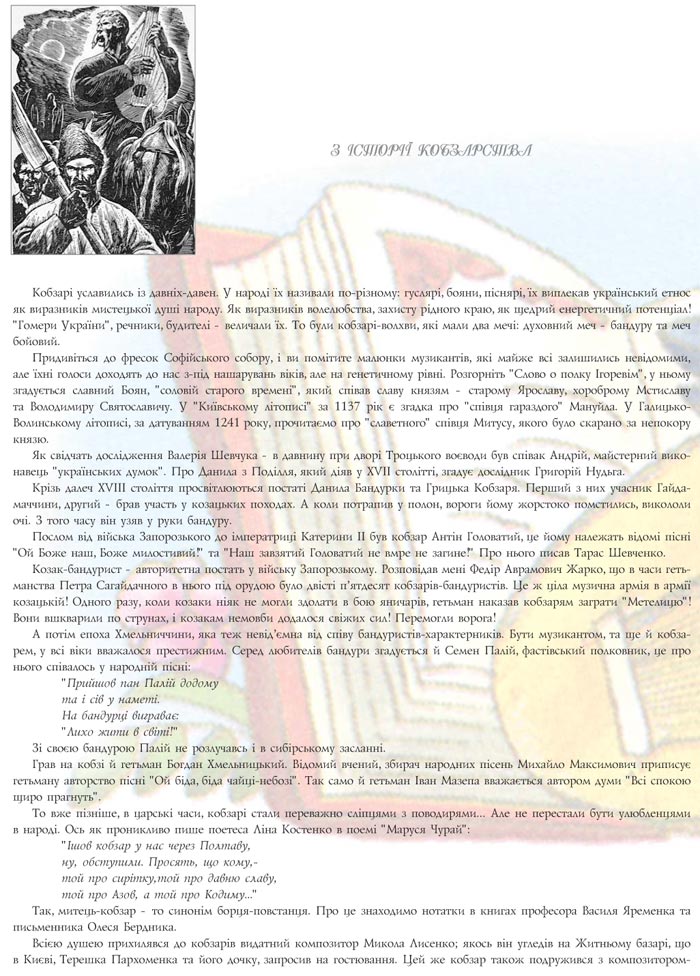 З ІСТОРІЇ КОБЗАРСТВА
Кобзарі уславились із давніх-давен. У народі їх називали по-різному: гуслярі, бояни, піснярі, їх виплекав український етнос
як виразників мистецької душі народу. Як виразників волелюбства, захисту рідного краю, як щедрий енергетичний потенціал!
"Гомери України", речники, будителі - величали їх. То були кобзарі-волхви, які мали два мечі: духовний меч - бандуру та меч
бойовий.
Придивіться до фресок Софійського собору, і ви помітите малюнки музикантів, які майже всі залишились невідомими,
але їхні голоси доходять до нас з-під нашарувань віків, але на генетичному рівні. Розгорніть "Слово о полку Ігоревім", у ньому
згадується славний Боян, "соловій старого времені", який співав славу князям - старому Ярославу, хороброму Мстиславу
та Володимиру Святославичу. У "Київському літописі" за 1137 рік є згадка про "співця гараздого" Мануйла. У Галицько-
Волинському літописі, за датуванням 1241 року, прочитаємо про "славетного" співця Митусу, якого було скарано за непокору
князю.
Як свідчать дослідження Валерія Шевчука - в давнину при дворі Троцького воєводи був співак Андрій, майстерний вико-
навець "українських думок". Про Данила з Поділля, який діяв у XVII столітті, згадує дослідник Григорій Нудьга.
Крізь далеч XVIII століття просвітлюються постаті Данила Бандурки та Грицька Кобзаря. Перший з них учасник Гайда-
маччини, другий - брав участь у козацьких походах. А коли потрапив у полон, вороги йому жорстоко помстились, викололи
очі. З того часу він узяв у руки бандуру.
Послом від війська Запорозького до імператриці Катерини II був кобзар Антін Головатий, це йому належать відомі пісні
"Ой Боже наш, Боже милостивий!" та "Наш завзятий Головатий не вмре не загине!" Про нього писав Тарас Шевченко.
Козак-бандурист - авторитетна постать у війську Запорозькому. Розповідав мені Федір Аврамович Жарко, що в часи геть-
манства Петра Сагайдачного в нього під орудою було двісті п'ятдесят кобзарів-бандуристів. Це ж ціла музична армія в армії
козацькій! Одного разу, коли козаки ніяк не могли здолати в бою яничарів, гетьман наказав кобзарям заграти "Метелицю"!
Вони вшкварили по струнах, і козакам немовби додалося свіжих сил! Перемогли ворога!
А потім епоха Хмельниччини, яка теж невід'ємна від співу бандуристів-характерників. Бути музикантом, та ще й кобза-
рем, у всі віки вважалося престижним. Серед любителів бандури згадується й Семен Палій, фастівський полковник, це про
нього співалось у народній пісні:
"Прийшов пан Палій додому
та і сів у наметі.
На бандурці виграває:
"Лихо жити в світі!"
Зі своєю бандурою Палій не розлучавсь і в сибірському засланні.
Грав на кобзі й гетьман Богдан Хмельницький. Відомий вчений, збирач народних пісень Михайло Максимович приписує
гетьману авторство пісні "Ой біда, біда чайці-небозі". Так само й гетьман Іван Мазепа вважається автором думи "Всі спокою
щиро прагнуть".
То вже пізніше, в царські часи, кобзарі стали переважно сліпцями з поводирями... Але не перестали бути улюбленцями
в народі. Ось як проникливо пише поетеса Ліна Костенко в поемі "Маруся Чурай":
"Ішов кобзар у нас через Полтаву,
ну, обступили. Просять, що кому,-
той про сирітку,той про давню славу,
той про Азов, а той про Кодиму..."
Так, митець-кобзар - то синонім борця-повстанця. Про це знаходимо нотатки в книгах професора Василя Яременка та
письменника Олеся Бердника.
Всією душею прихилявся до кобзарів видатний композитор Микола Лисенко; якось він угледів на Житньому базарі, що
в Києві, Терешка Пархоменка та його дочку, запросив на гостювання. Цей же кобзар також подружився з композитором-